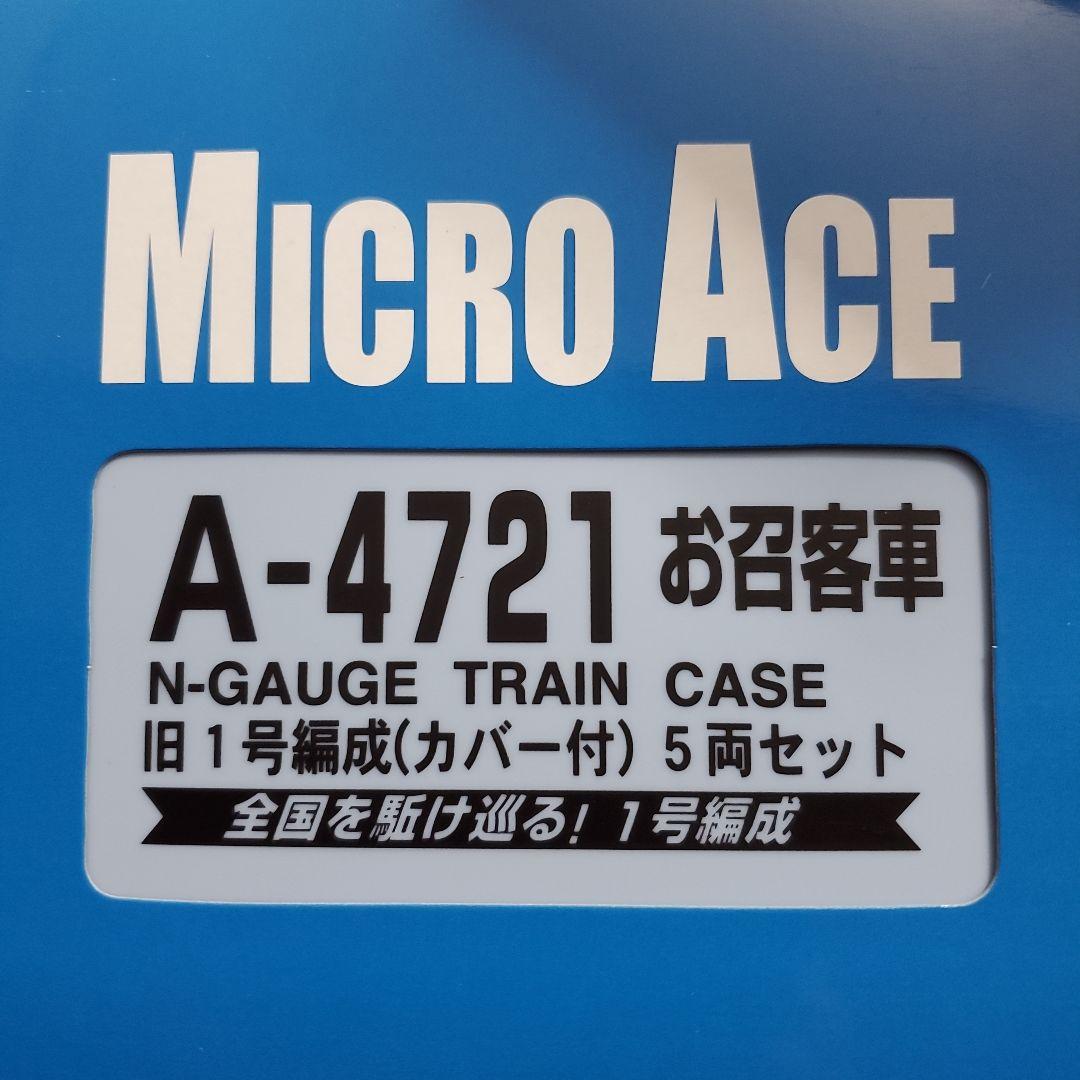 MICRO ACE
A-4721 お召客車
N-GAUGE TRAIN CASE
旧1号編成(カバー付) 5両セット
全国を駈け巡る! 1号編成